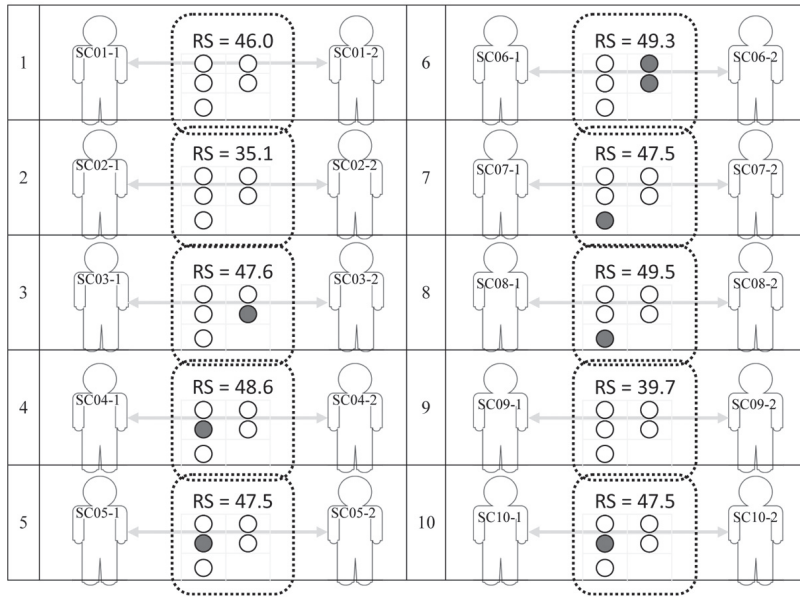 1 SC01-1 RS = 46.0 SC01-2
6 SC06-1 RS = 49.3 SC06-2
2 SC02-1 RS = 35.1 SC02-2
7 SC07-1 RS = 47.5 SC07-2
3 SC03-1 RS = 47.6 SC03-2
8 SC08-1 RS = 49.5 SC08-2
4 SC04-1 RS = 48.6 SC04-2
9 SC09-1 RS = 39.7 SC09-2
5 SC05-1 RS = 47.5 SC05-2
10 SC10-1 RS = 47.5 SC10-2